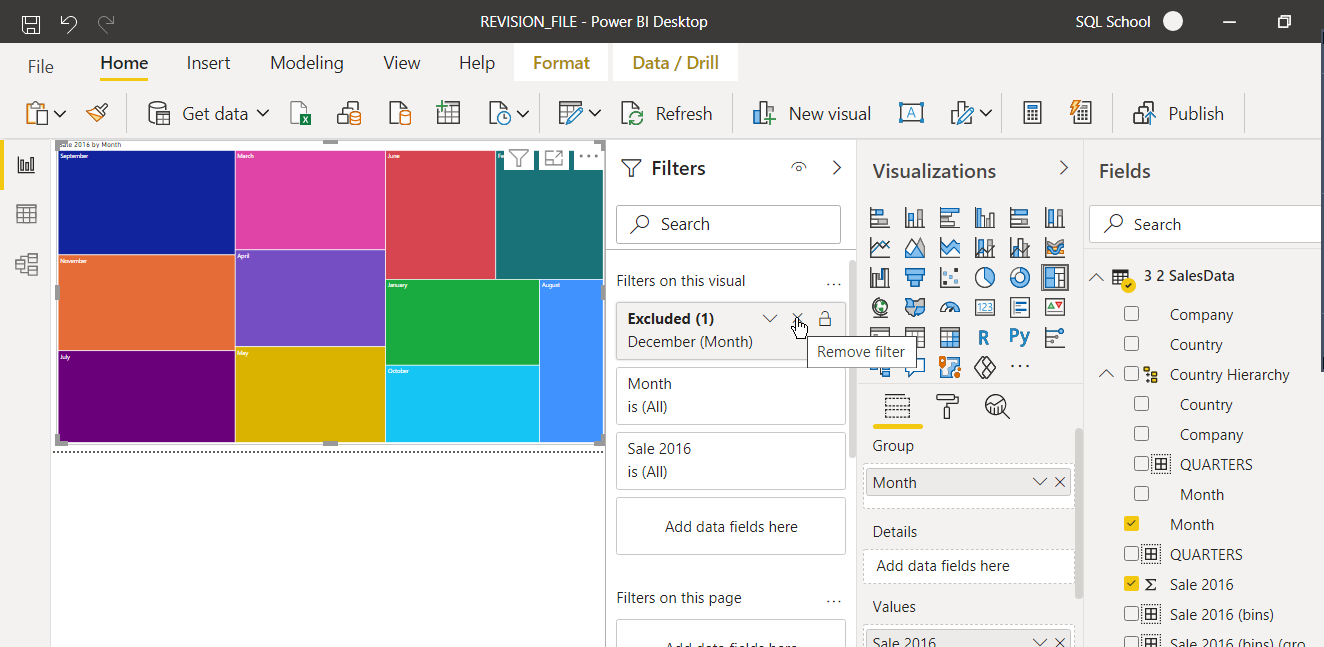 REVISION_FILE - Power BI Desktop
SQL School
File
Home
Insert
Modeling
View
Help
Format
Data / Drill
Get data
Refresh
New visual
Publish
Sale 2016 by Month
September
March
June
Fe
November
April
January
August
July
May
October
Filters
Search
Filters on this visual
Excluded (1)
December (Month)
Remove filter
Month
is (All)
Sale 2016
is (All)
Add data fields here
Filters on this page
Add data fields here
Visualizations
123
R
Py
Group
Month
Details
Add data fields here
Values
Sale 2016
Fields
Search
3 2 SalesData
Company
Country
Country Hierarchy
Country
Company
QUARTERS
Month
Month
QUARTERS
Σ Sale 2016
Sale 2016 (bins)
Sale 2016 (bins) (gro